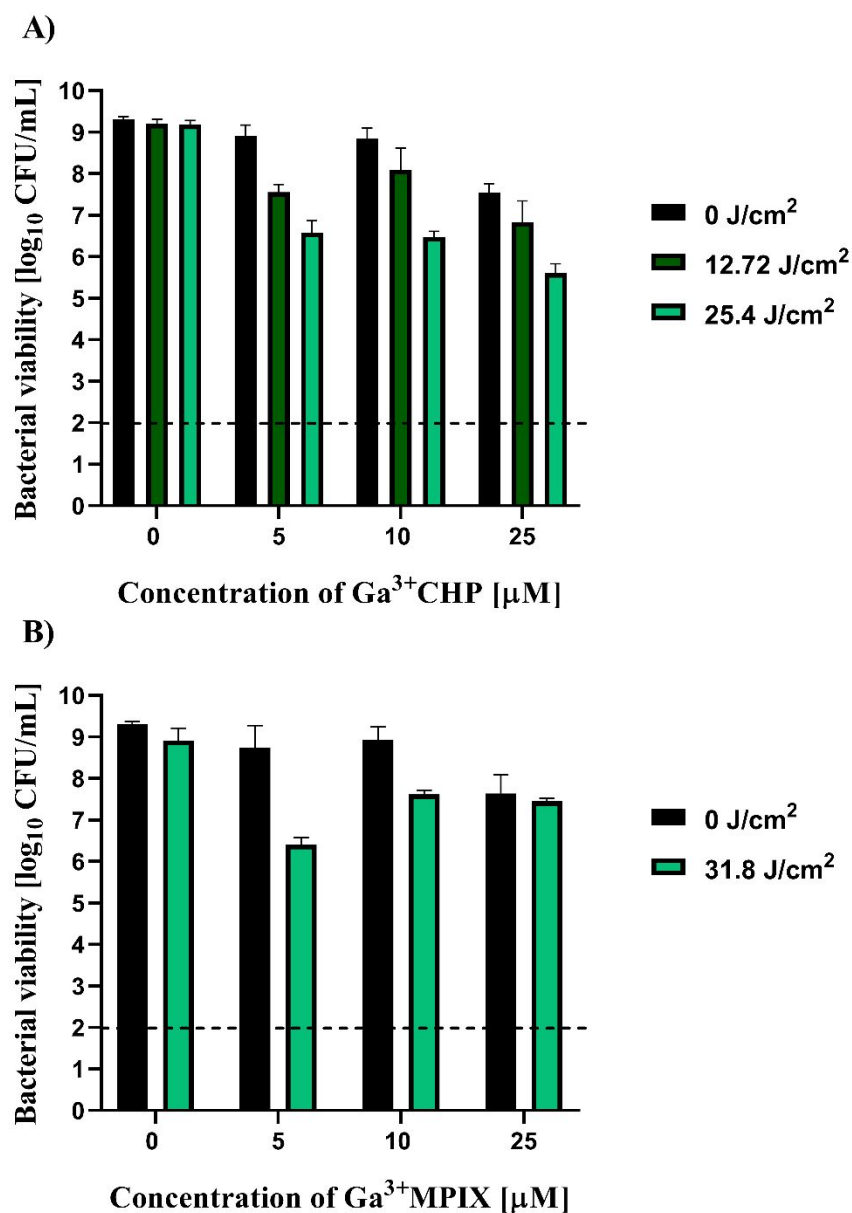 A)
Bacterial viability [log₁₀ CFU/mL]
10
9
8
7
6
5
4
3
2
1
0
0 5 10 25
Concentration of Ga³⁺CHP [μM]
0 J/cm²
12.72 J/cm²
25.4 J/cm²
B)
Bacterial viability [log₁₀ CFU/mL]
10
9
8
7
6
5
4
3
2
1
0
0 5 10 25
Concentration of Ga³⁺MPIX [μM]
0 J/cm²
31.8 J/cm²